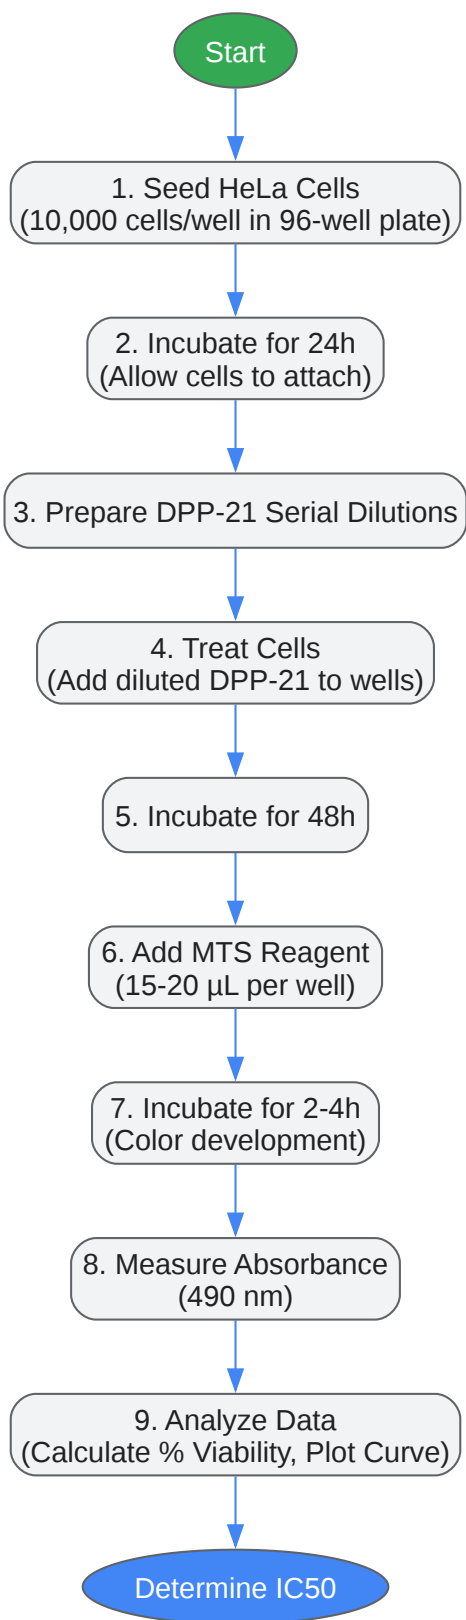 Start
1. Seed HeLa Cells
(10,000 cells/well in 96-well plate)
2. Incubate for 24h
(Allow cells to attach)
3. Prepare DPP-21 Serial Dilutions
4. Treat Cells
(Add diluted DPP-21 to wells)
5. Incubate for 48h
6. Add MTS Reagent
(15-20 µL per well)
7. Incubate for 2-4h
(Color development)
8. Measure Absorbance
(490 nm)
9. Analyze Data
(Calculate % Viability, Plot Curve)
Determine IC50